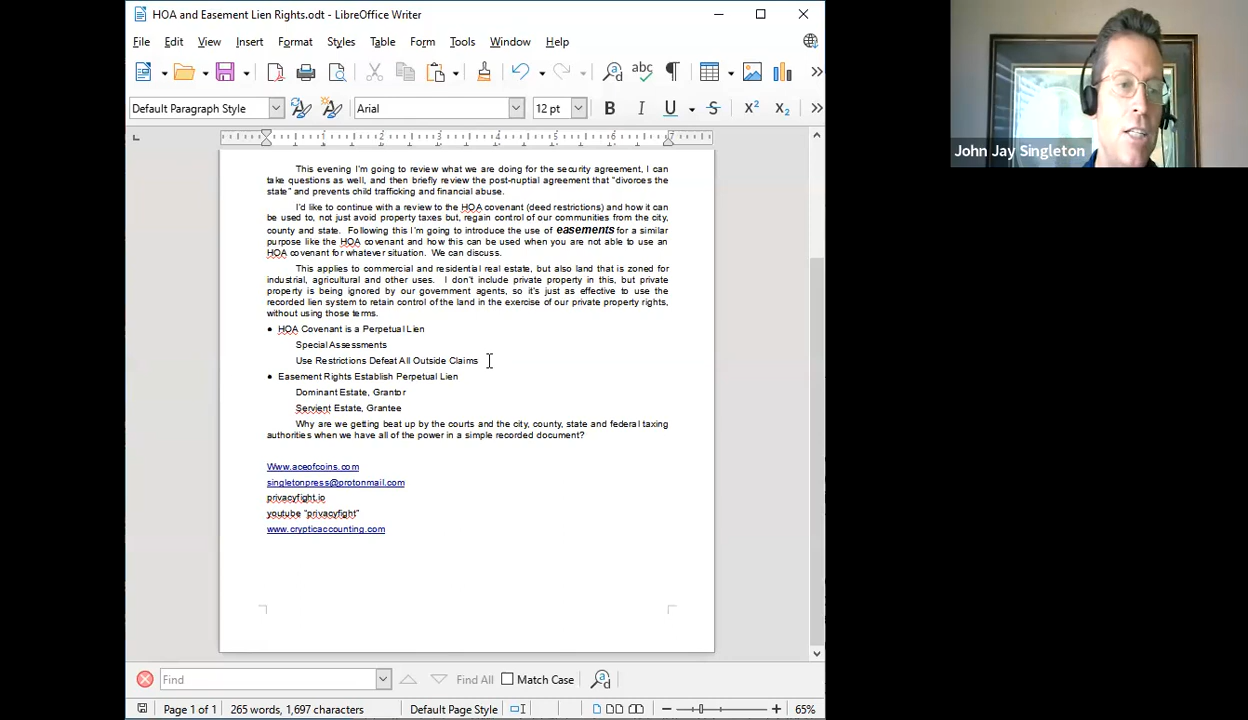 HOA and Easement Lien Rights.odt - LibreOffice Writer
File Edit View Insert Format Styles Table Form Tools Window Help
Default Paragraph Style Arial 12 pt B I U S X² X₂
1 2 3 4 5 6 7
This evening I'm going to review what we are doing for the security agreement, I can
take questions as well, and then briefly review the post-nuptial agreement that "divorces the
state" and prevents child trafficking and financial abuse.
I'd like to continue with a review to the HOA covenant (deed restrictions) and how it can
be used to, not just avoid property taxes but, regain control of our communities from the city,
county and state. Following this I'm going to introduce the use of easements for a similar
purpose like the HOA covenant and how this can be used when you are not able to use an
HOA covenant for whatever situation. We can discuss.
This applies to commercial and residential real estate, but also land that is zoned for
industrial, agricultural and other uses. I don't include private property in this, but private
property is being ignored by our government agents, so it's just as effective to use the
recorded lien system to retain control of the land in the exercise of our private property rights,
without using those terms.
• HOA Covenant is a Perpetual Lien
Special Assessments
Use Restrictions Defeat All Outside Claims
• Easement Rights Establish Perpetual Lien
Dominant Estate, Grantor
Servient Estate, Grantee
Why are we getting beat up by the courts and the city, county, state and federal taxing
authorities when we have all of the power in a simple recorded document?
Www.aceofcoins.com
singletonpress@protonmail.com
privacyfight.io
youtube "privacyfight"
www.crypticaccounting.com
Find Find All Match Case
Page 1 of 1 265 words, 1,697 characters Default Page Style 65%
John Jay Singleton